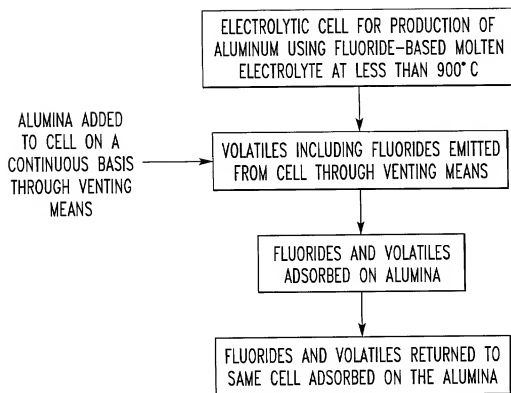 ELECTROLYTIC CELL FOR PRODUCTION OF
ALUMINUM USING FLUORIDE-BASED MOLTEN
ELECTROLYTE AT LESS THAN 900°C
ALUMINA ADDED
TO CELL ON A
CONTINUOUS BASIS
THROUGH VENTING
MEANS
VOLATILES INCLUDING FLUORIDES EMITTED
FROM CELL THROUGH VENTING MEANS
FLUORIDES AND VOLATILES
ADSORBED ON ALUMINA
FLUORIDES AND VOLATILES RETURNED TO
SAME CELL ADSORBED ON THE ALUMINA